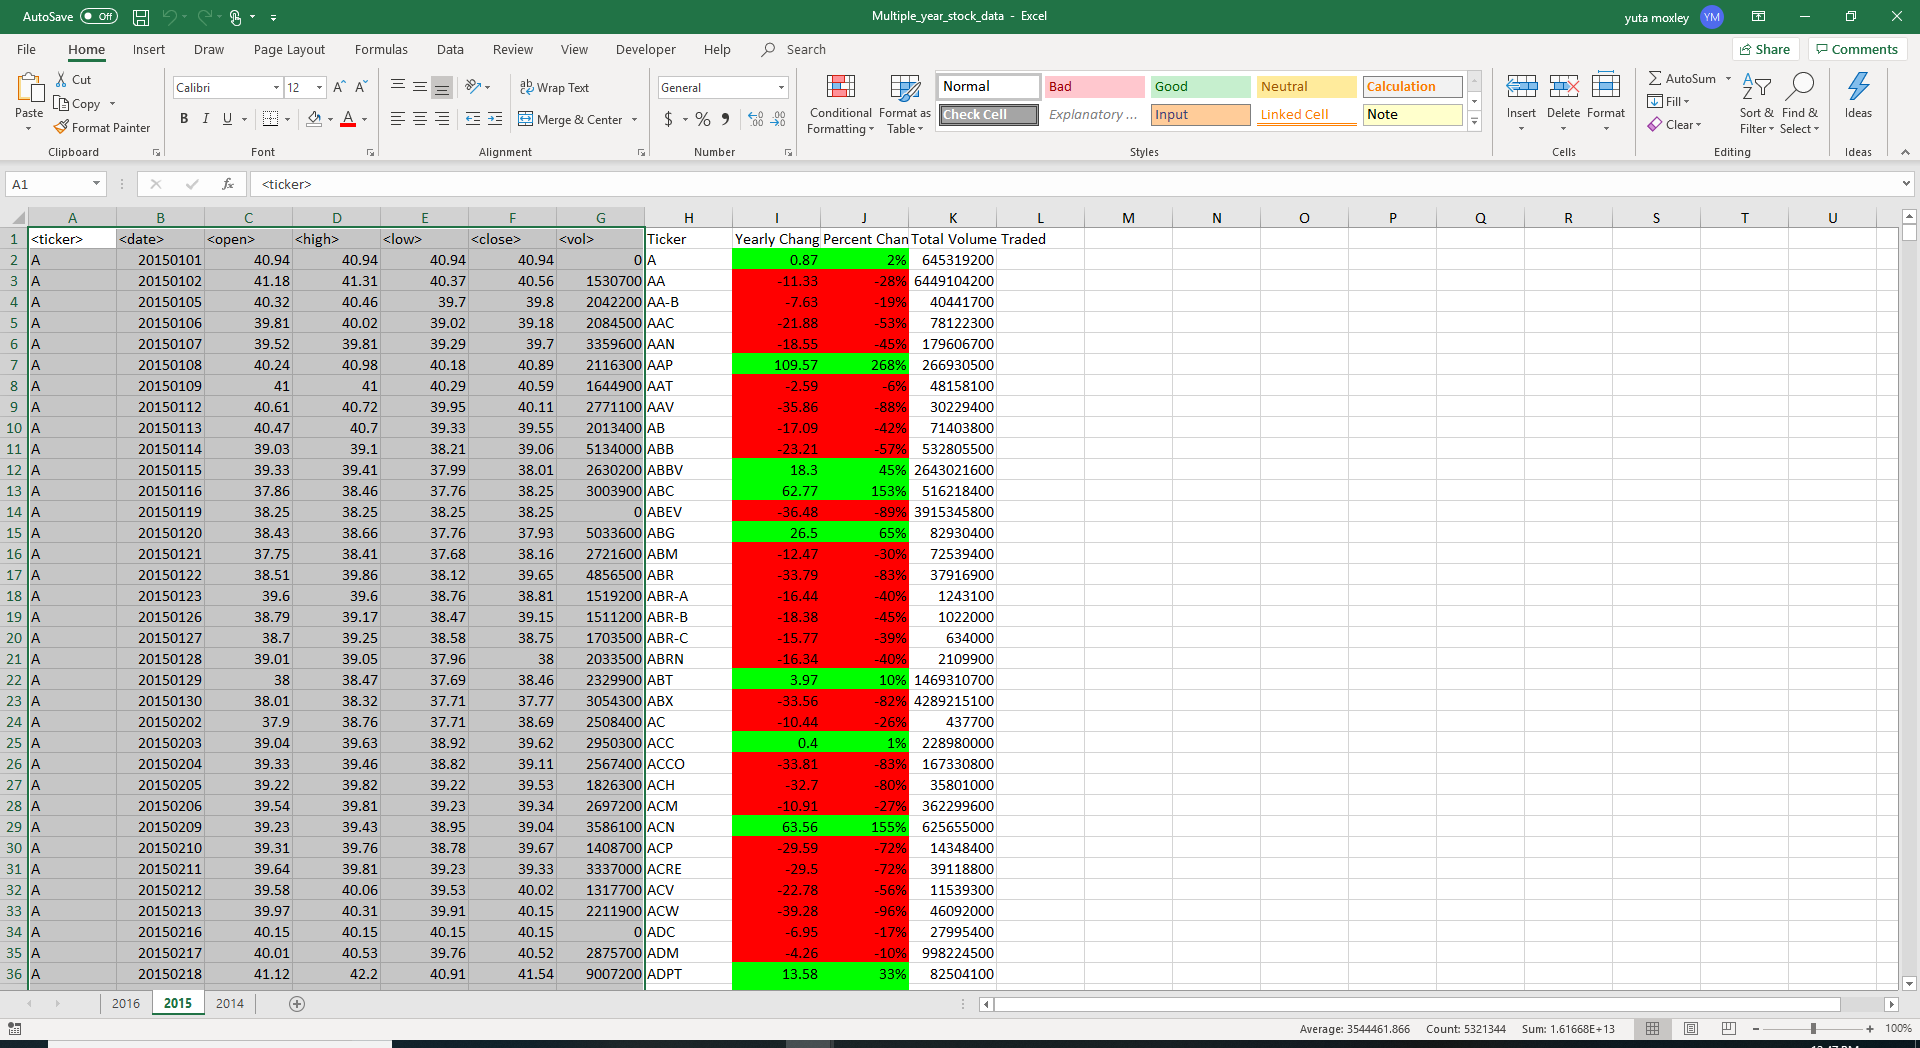 AutoSave Off Multiple_year_stock_data - Excel yuta moxley YM
File Home Insert Draw Page Layout Formulas Data Review View Developer Help Search Share Comments
Paste Cut Copy Format Painter Clipboard
Calibri 12 A A B I U A Font
Wrap Text Merge & Center Alignment
General $ % 9 .00 .00 Number
Conditional Formatting Format as Table
Normal Bad Good Neutral Calculation
Check Cell Explanatory ... Input Linked Cell Note
Styles
Insert Delete Format Cells
AutoSum Fill Clear Sort & Filter Find & Select Editing
Ideas Ideas
A1 fx <ticker>
A B C D E F G H I J K L M N O P Q R S T U
1 <ticker> <date> <open> <high> <low> <close> <vol> Ticker Yearly Chang Percent Chan Total Volume Traded
2 A 20150101 40.94 40.94 40.94 40.94 0 A 0.87 2% 645319200
3 A 20150102 41.18 41.31 40.37 40.56 1530700 AA -11.33 -28% 6449104200
4 A 20150105 40.32 40.46 39.7 39.8 2042200 AA-B -7.63 -19% 40441700
5 A 20150106 39.81 40.02 39.02 39.18 2084500 AAC -21.88 -53% 78122300
6 A 20150107 39.52 39.81 39.29 39.7 3359600 AAN -18.55 -45% 179606700
7 A 20150108 40.24 40.98 40.18 40.89 2116300 AAP 109.57 268% 266930500
8 A 20150109 41 41 40.29 40.59 1644900 AAT -2.59 -6% 48158100
9 A 20150112 40.61 40.72 39.95 40.11 2771100 AAV -35.86 -88% 30229400
10 A 20150113 40.47 40.7 39.33 39.55 2013400 AB -17.09 -42% 71403800
11 A 20150114 39.03 39.1 38.21 39.06 5134000 ABB -23.21 -57% 532805500
12 A 20150115 39.33 39.41 37.99 38.01 2630200 ABBV 18.3 45% 2643021600
13 A 20150116 37.86 38.46 37.76 38.25 3003900 ABC 62.77 153% 516218400
14 A 20150119 38.25 38.25 38.25 38.25 0 ABEV -36.48 -89% 3915345800
15 A 20150120 38.43 38.66 37.76 37.93 5033600 ABG 26.5 65% 82930400
16 A 20150121 37.75 38.41 37.68 38.16 2721600 ABM -12.47 -30% 72539400
17 A 20150122 38.51 39.86 38.12 39.65 4856500 ABR -33.79 -83% 37916900
18 A 20150123 39.6 39.6 38.76 38.81 1519200 ABR-A -16.44 -40% 1243100
19 A 20150126 38.79 39.17 38.47 39.15 1511200 ABR-B -18.38 -45% 1022000
20 A 20150127 38.7 39.25 38.58 38.75 1703500 ABR-C -15.77 -39% 634000
21 A 20150128 39.01 39.05 37.96 38 2033500 ABRN -16.34 -40% 2109900
22 A 20150129 38 38.47 37.69 38.46 2329900 ABT 3.97 10% 1469310700
23 A 20150130 38.01 38.32 37.71 37.77 3054300 ABX -33.56 -82% 4289215100
24 A 20150202 37.9 38.76 37.71 38.69 2508400 AC -10.44 -26% 437700
25 A 20150203 39.04 39.63 38.92 39.62 2950300 ACC 0.4 1% 228980000
26 A 20150204 39.33 39.46 38.82 39.11 2567400 ACCO -33.81 -83% 167330800
27 A 20150205 39.22 39.82 39.22 39.53 1826300 ACH -32.7 -80% 35801000
28 A 20150206 39.54 39.81 39.23 39.34 2697200 ACM -10.91 -27% 362299600
29 A 20150209 39.23 39.43 38.95 39.04 3586100 ACN 63.56 155% 625655000
30 A 20150210 39.31 39.76 38.78 39.67 1408700 ACP -29.59 -72% 14348400
31 A 20150211 39.64 39.81 39.23 39.33 3337000 ACRE -29.5 -72% 39118800
32 A 20150212 39.58 40.06 39.53 40.02 1317700 ACV -22.78 -56% 11539300
33 A 20150213 39.97 40.31 39.91 40.15 2211900 ACW -39.28 -96% 46092000
34 A 20150216 40.15 40.15 40.15 40.15 0 ADC -6.95 -17% 27995400
35 A 20150217 40.01 40.53 39.76 40.52 2875700 ADM -4.26 -10% 998224500
36 A 20150218 41.12 42.2 40.91 41.54 9007200 ADPT 13.58 33% 82504100
2016 2015 2014
Average: 3544461.866 Count: 5321344 Sum: 1.61668E+13 100%